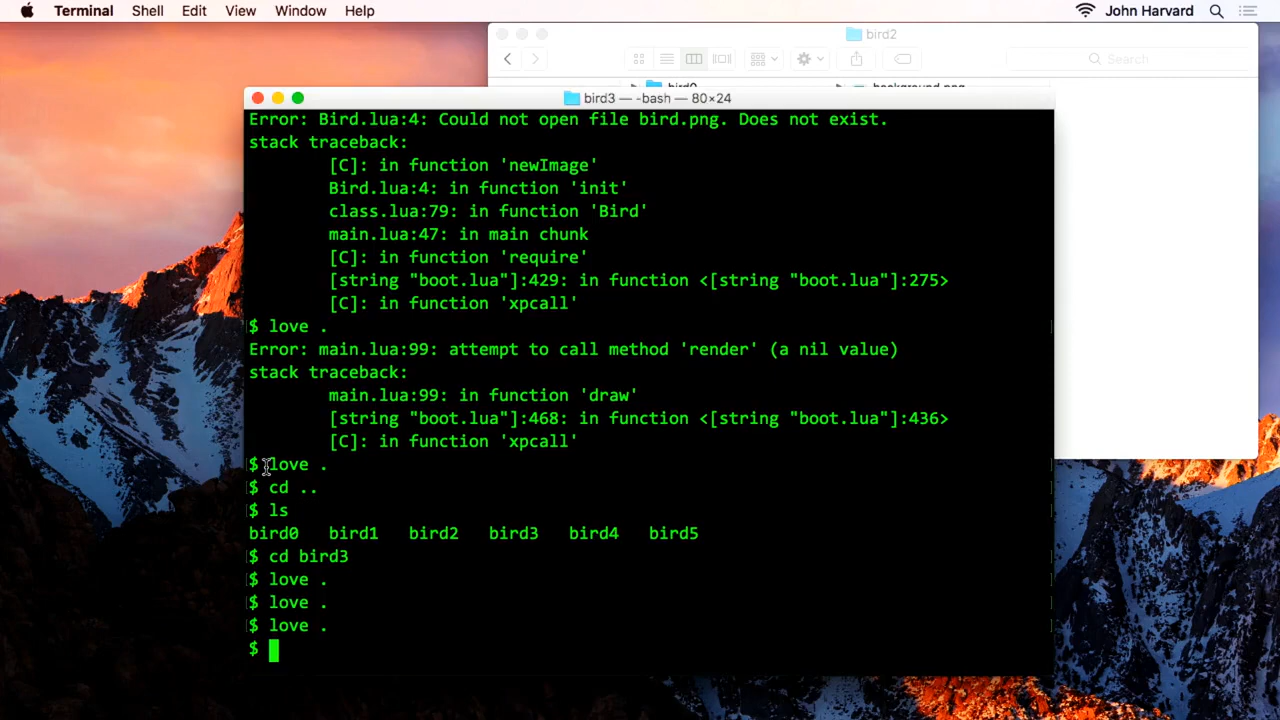 Terminal Shell Edit View Window Help John Harvard
bird2
Search
bird3 — -bash — 80×24
Error: Bird.lua:4: Could not open file bird.png. Does not exist.
stack traceback:
[C]: in function 'newImage'
Bird.lua:4: in function 'init'
class.lua:79: in function 'Bird'
main.lua:47: in main chunk
[C]: in function 'require'
[string "boot.lua"]:429: in function <[string "boot.lua"]:275>
[C]: in function 'xpcall'
$ love .
Error: main.lua:99: attempt to call method 'render' (a nil value)
stack traceback:
main.lua:99: in function 'draw'
[string "boot.lua"]:468: in function <[string "boot.lua"]:436>
[C]: in function 'xpcall'
$ love .
$ cd ..
$ ls
bird0 bird1 bird2 bird3 bird4 bird5
$ cd bird3
$ love .
$ love .
$ love .
$